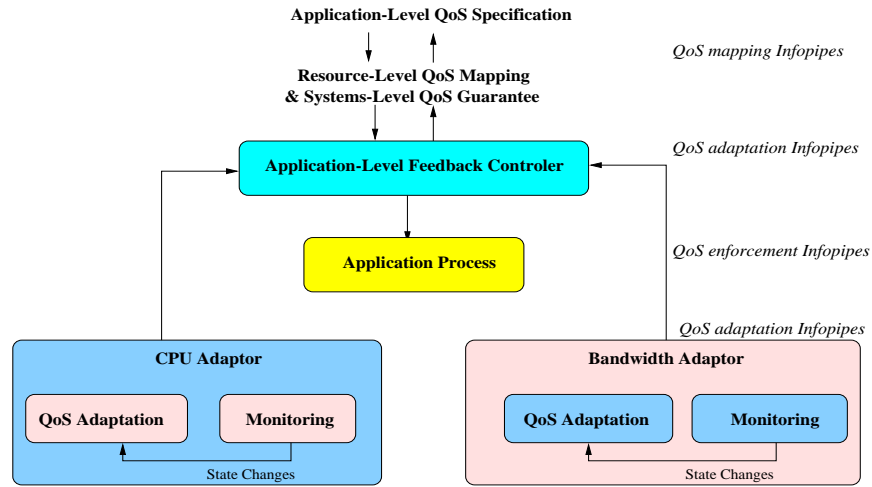 Application-Level QoS Specification
QoS mapping Infopipes
Resource-Level QoS Mapping
& Systems-Level QoS Guarantee
QoS adaptation Infopipes
Application-Level Feedback Controler
QoS enforcement Infopipes
Application Process
QoS adaptation Infopipes
CPU Adaptor
QoS Adaptation
Monitoring
State Changes
Bandwidth Adaptor
QoS Adaptation
Monitoring
State Changes